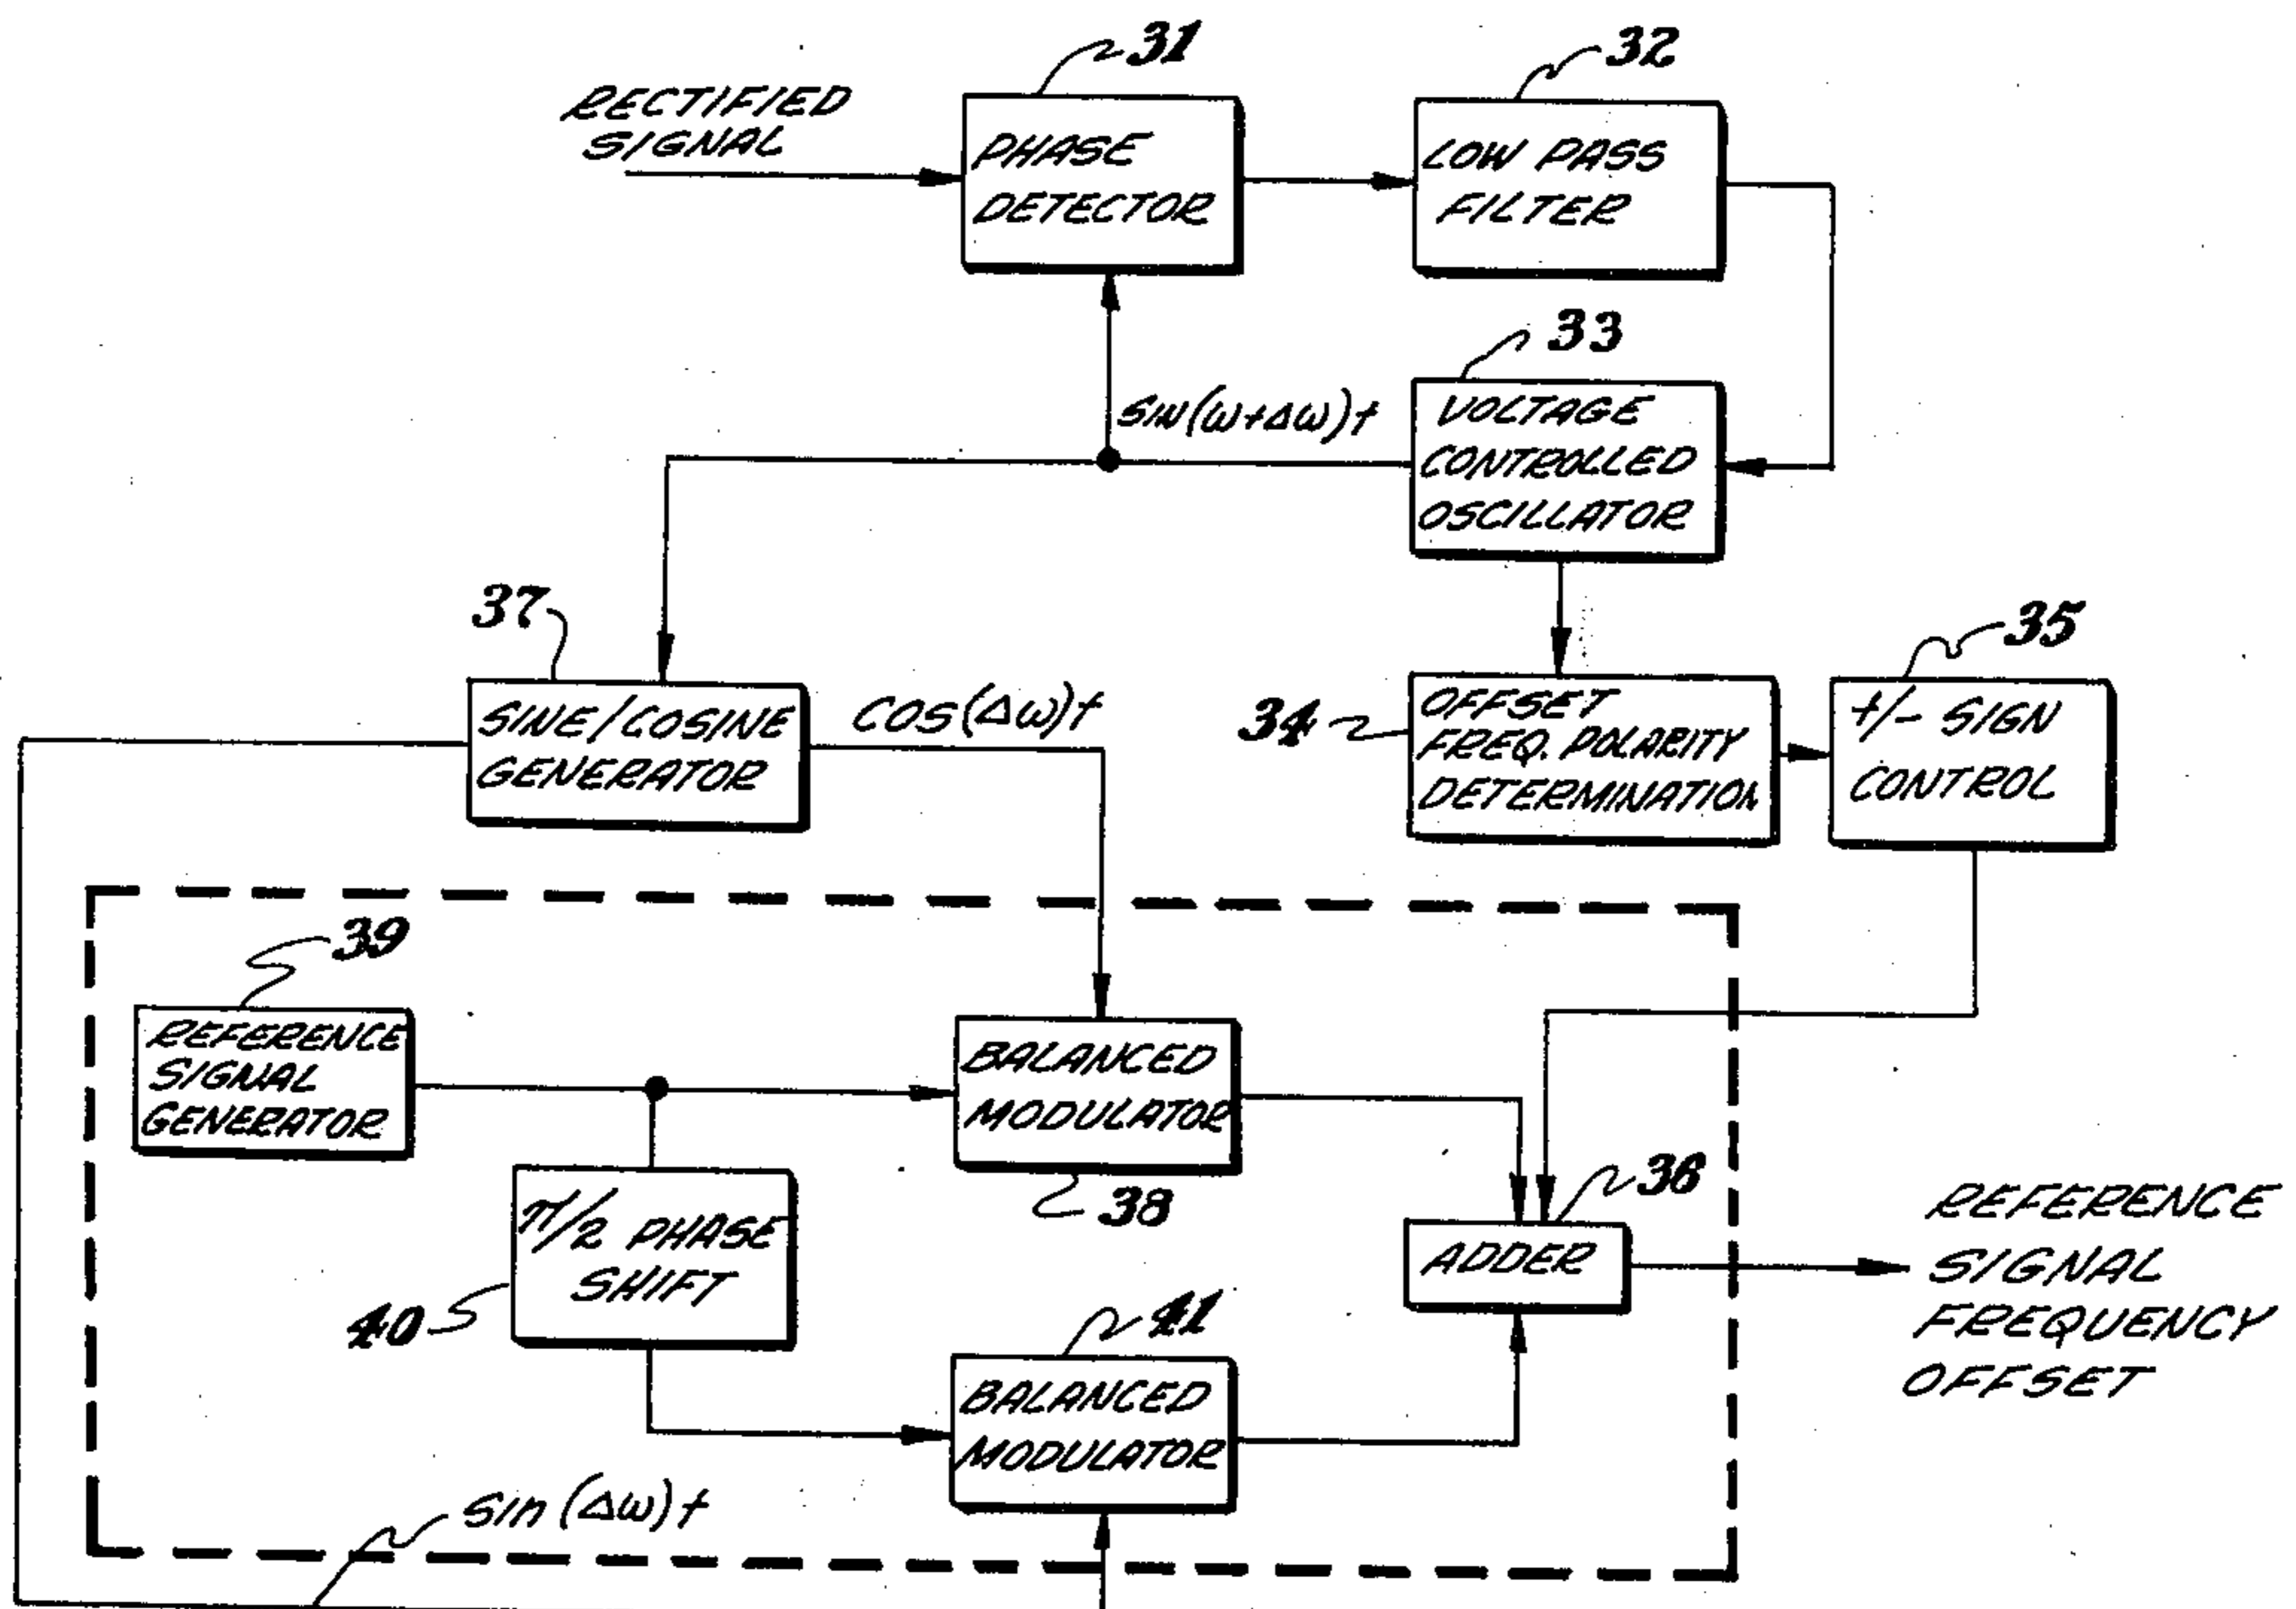 31
32
RECTIFIED
SIGNAL
PHASE
DETECTOR
LOW PASS
FILTER
33
SIN(ω+Δω)t
VOLTAGE
CONTROLLED
OSCILLATOR
37
35
SINE/COSINE
GENERATOR
COS(Δω)t
34
OFFSET
FREQ. POLARITY
DETERMINATION
+/- SIGN
CONTROL
39
REFERENCE
SIGNAL
GENERATOR
BALANCED
MODULATOR
38
36
π/2 PHASE
SHIFT
40
ADDER
REFERENCE
SIGNAL
FREQUENCY
OFFSET
41
BALANCED
MODULATOR
sin (Δω)t